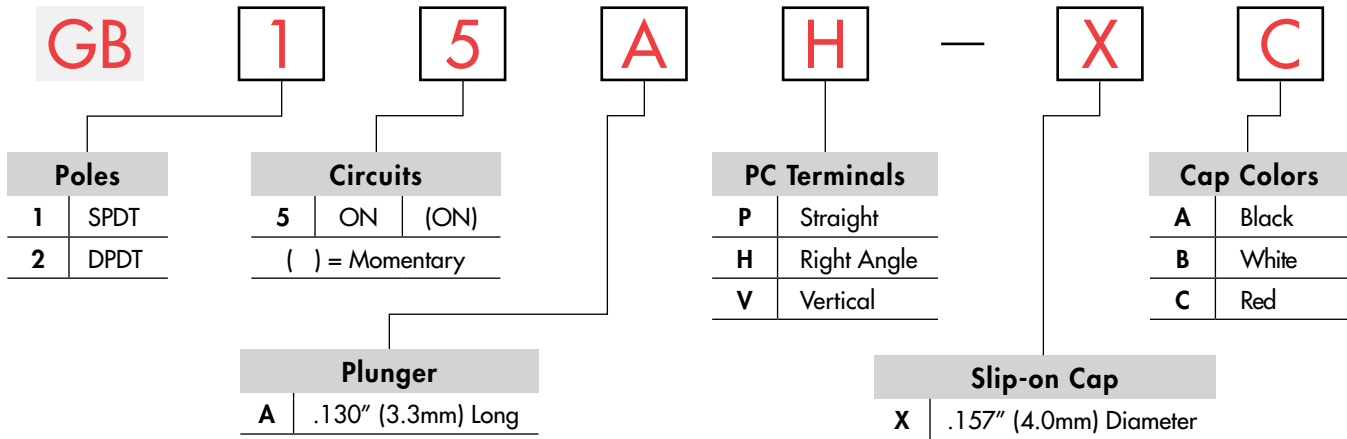 GB 1 5 A H — X C
Poles
1 SPDT
2 DPDT
Circuits
5 ON (ON)
( ) = Momentary
PC Terminals
P Straight
H Right Angle
V Vertical
Cap Colors
A Black
B White
C Red
Plunger
A .130” (3.3mm) Long
Slip-on Cap
X .157” (4.0mm) Diameter